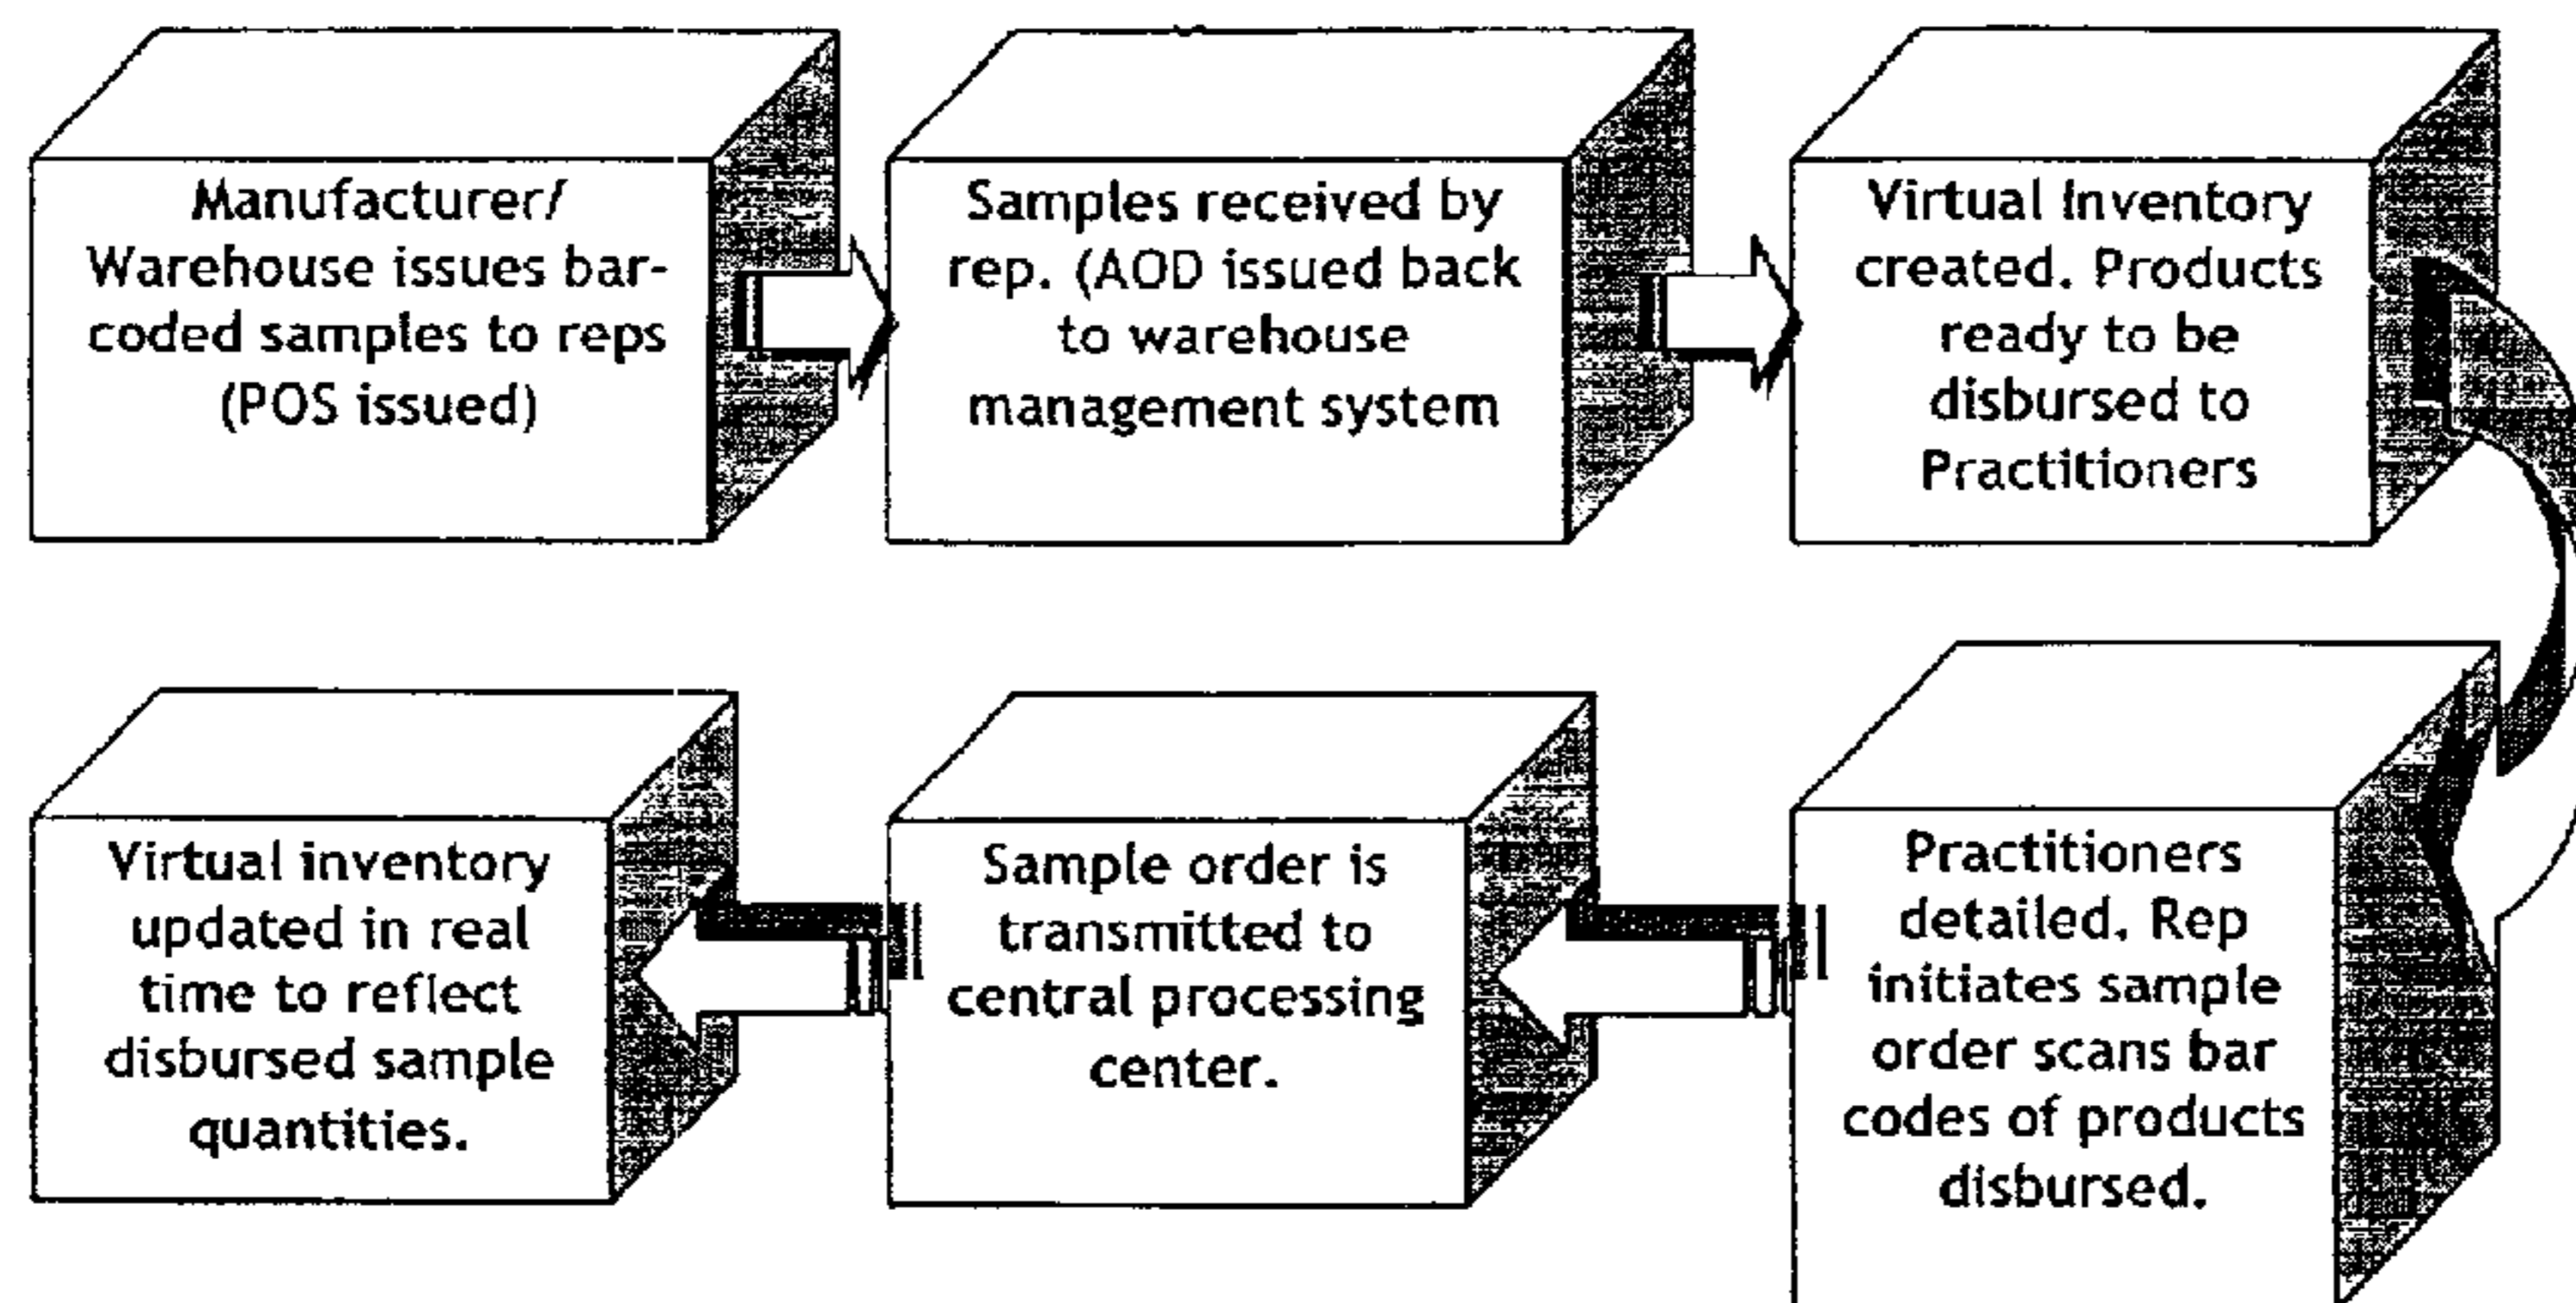 Manufacturer/
Warehouse issues bar-
coded samples to reps
(POS issued)
Samples received by
rep. (AOD issued back
to warehouse
management system
Virtual Inventory
created. Products
ready to be
disbursed to
Practitioners
Practitioners
detailed. Rep
initiates sample
order scans bar
codes of products
disbursed.
Sample order is
transmitted to
central processing
center.
Virtual inventory
updated in real
time to reflect
disbursed sample
quantities.